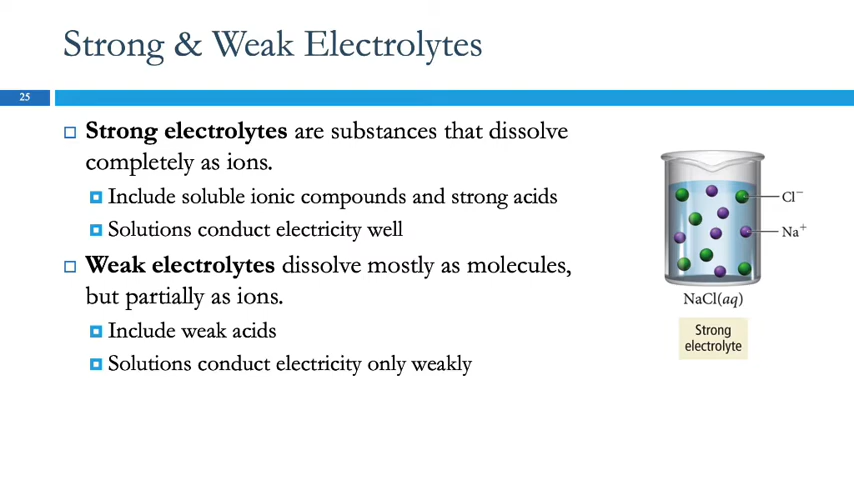 Strong & Weak Electrolytes
25
Strong electrolytes are substances that dissolve
completely as ions.
Include soluble ionic compounds and strong acids
Solutions conduct electricity well
Weak electrolytes dissolve mostly as molecules,
but partially as ions.
Include weak acids
Solutions conduct electricity only weakly
Cl⁻
Na⁺
NaCl(aq)
Strong
electrolyte